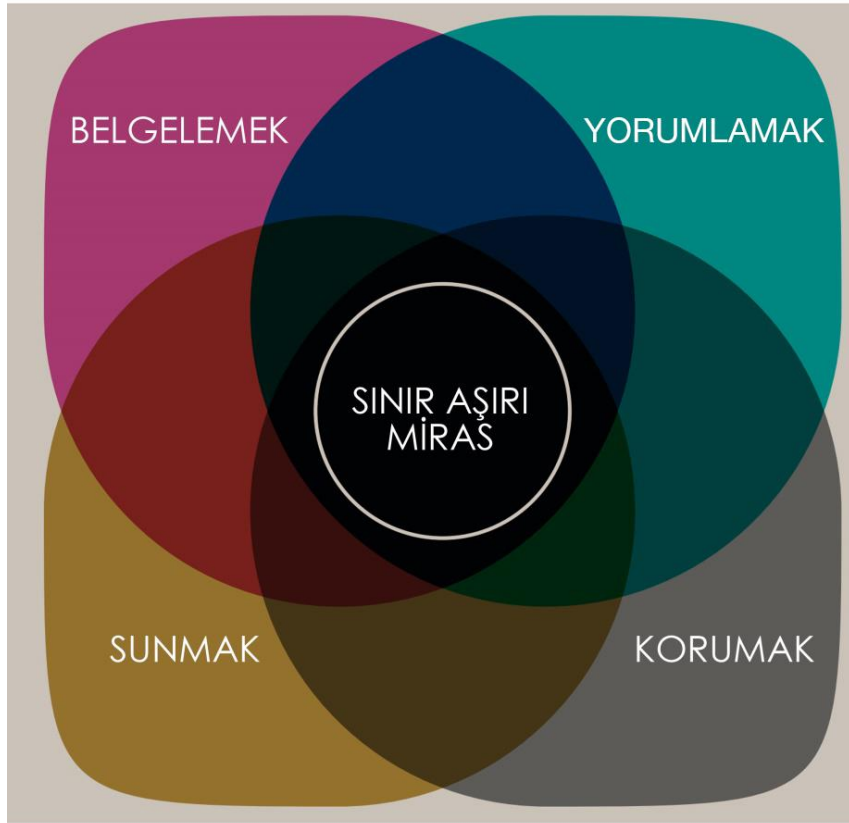 BELGELEMEK
YORUMLAMAK
SINIR AŞIRI
MİRAS
SUNMAK
KORUMAK